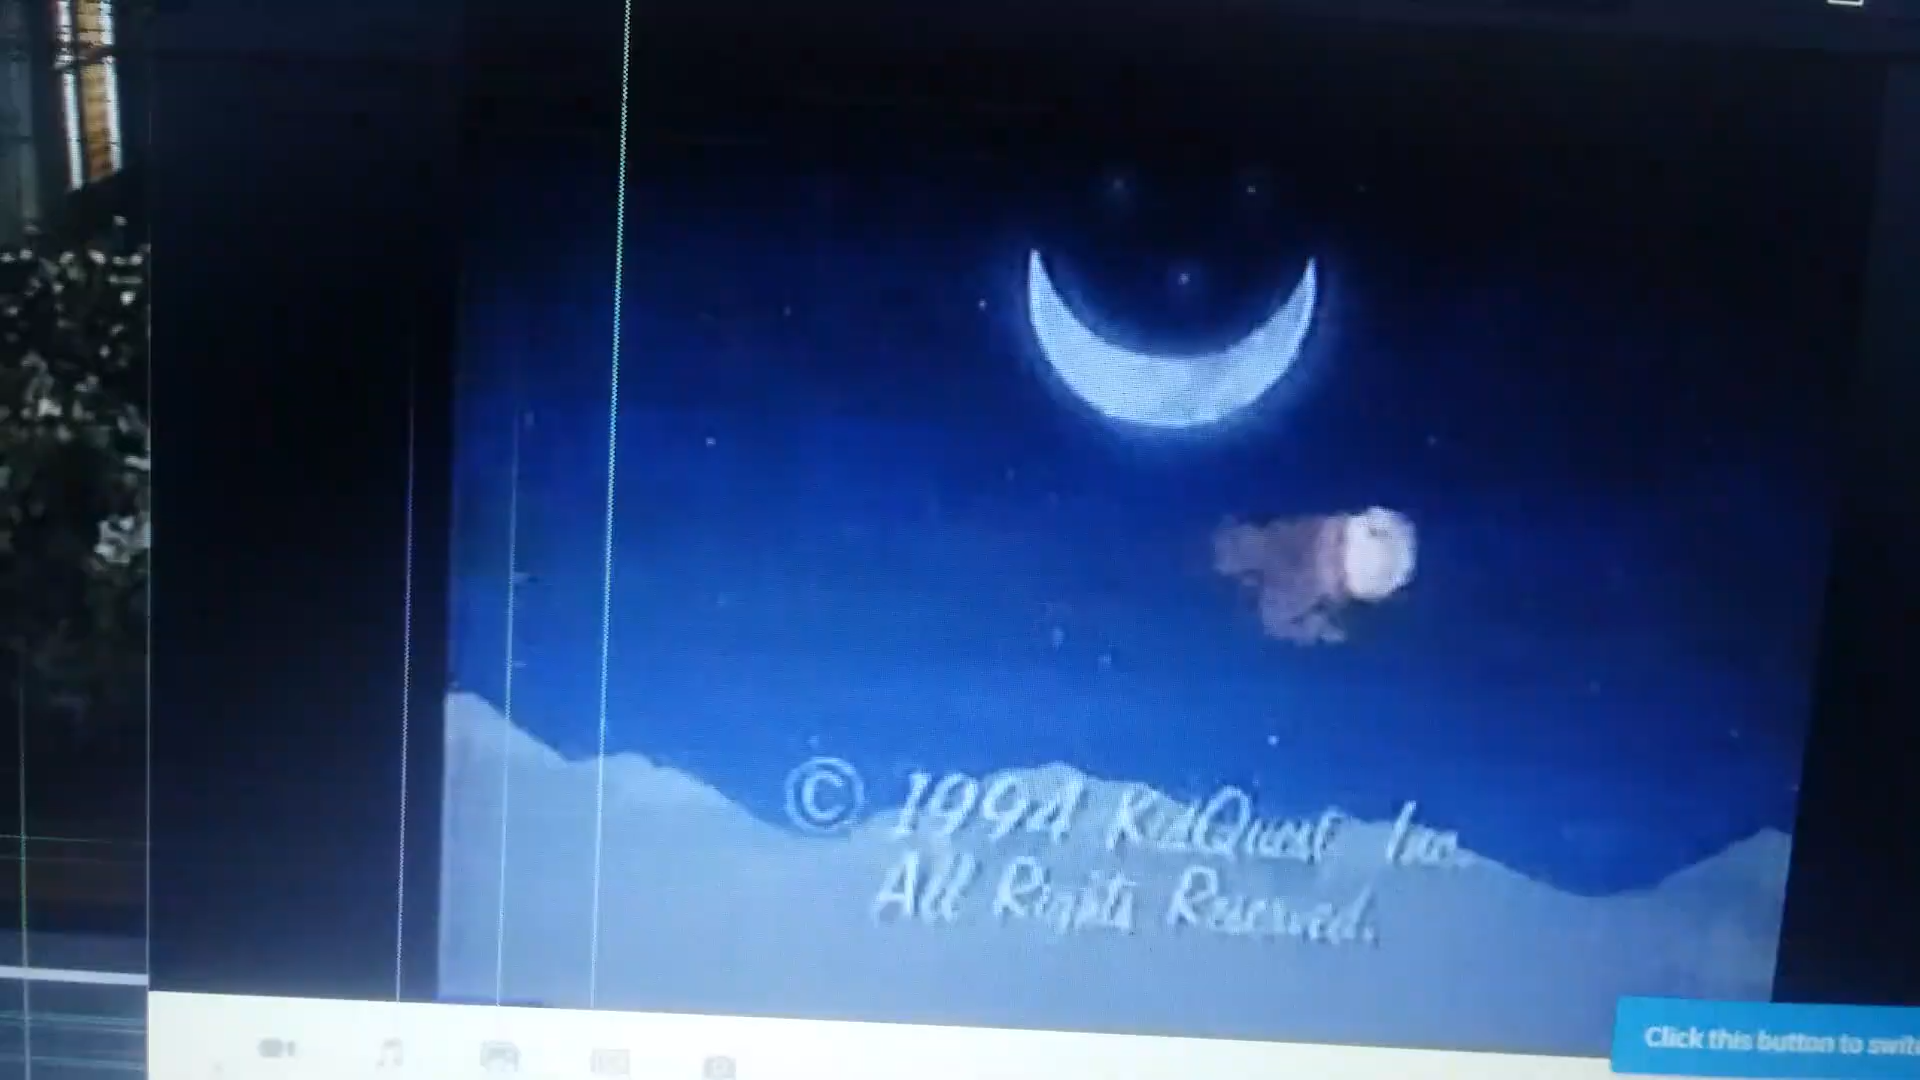 © 1994 KidQuest Inc.
All Rights Reserved.
Click this button to swit